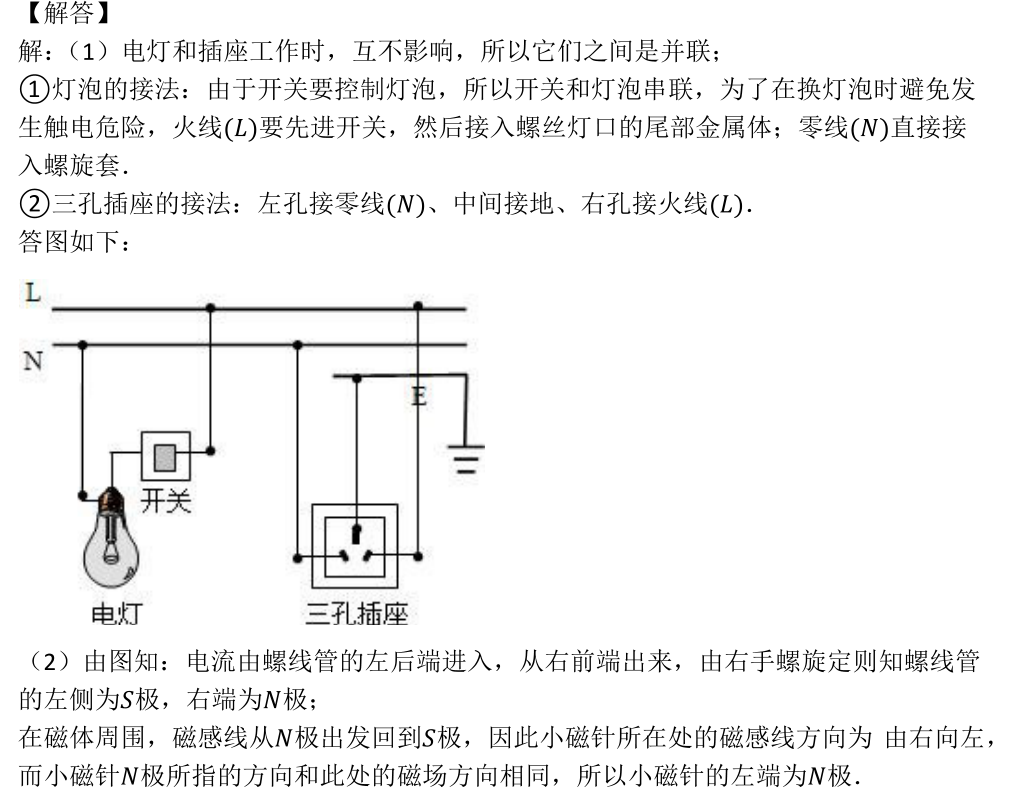 【解答】
解：（1）电灯和插座工作时，互不影响，所以它们之间是并联；
①灯泡的接法：由于开关要控制灯泡，所以开关和灯泡串联，为了在换灯泡时避免发
生触电危险，火线(L)要先进开关，然后接入螺丝灯口的尾部金属体；零线(N)直接接
入螺旋套．
②三孔插座的接法：左孔接零线(N)、中间接地、右孔接火线(L)．
答图如下：
L
N
E
开关
电灯
三孔插座
（2）由图知：电流由螺线管的左后端进入，从右前端出来，由右手螺旋定则知螺线管
的左侧为S极，右端为N极；
在磁体周围，磁感线从N极出发回到S极，因此小磁针所在处的磁感线方向为 由右向左，
而小磁针N极所指的方向和此处的磁场方向相同，所以小磁针的左端为N极．